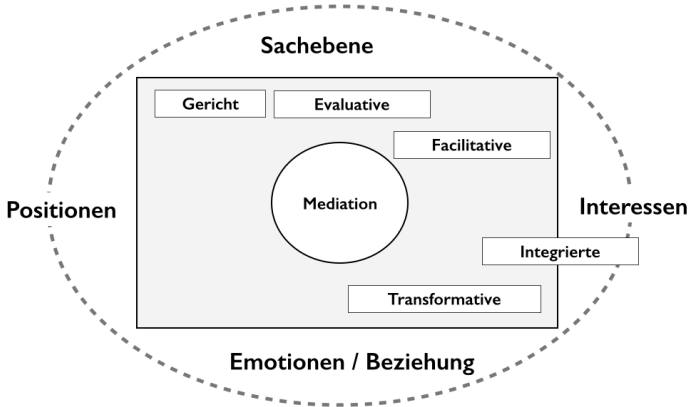 Sachebene
Gericht
Evaluative
Facilitative
Mediation
Positionen
Interessen
Integrierte
Transformative
Emotionen / Beziehung